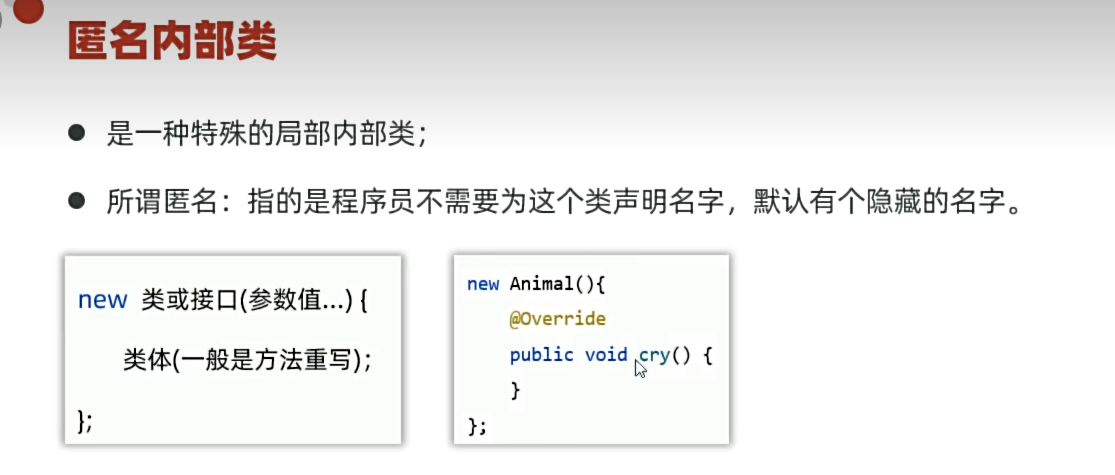 匿名内部类
是一种特殊的局部内部类；
所谓匿名：指的是程序员不需要为这个类声明名字，默认有个隐藏的名字。
new 类或接口(参数值...) {
类体(一般是方法重写);
};
new Animal(){
@Override
public void cry() {
}
};